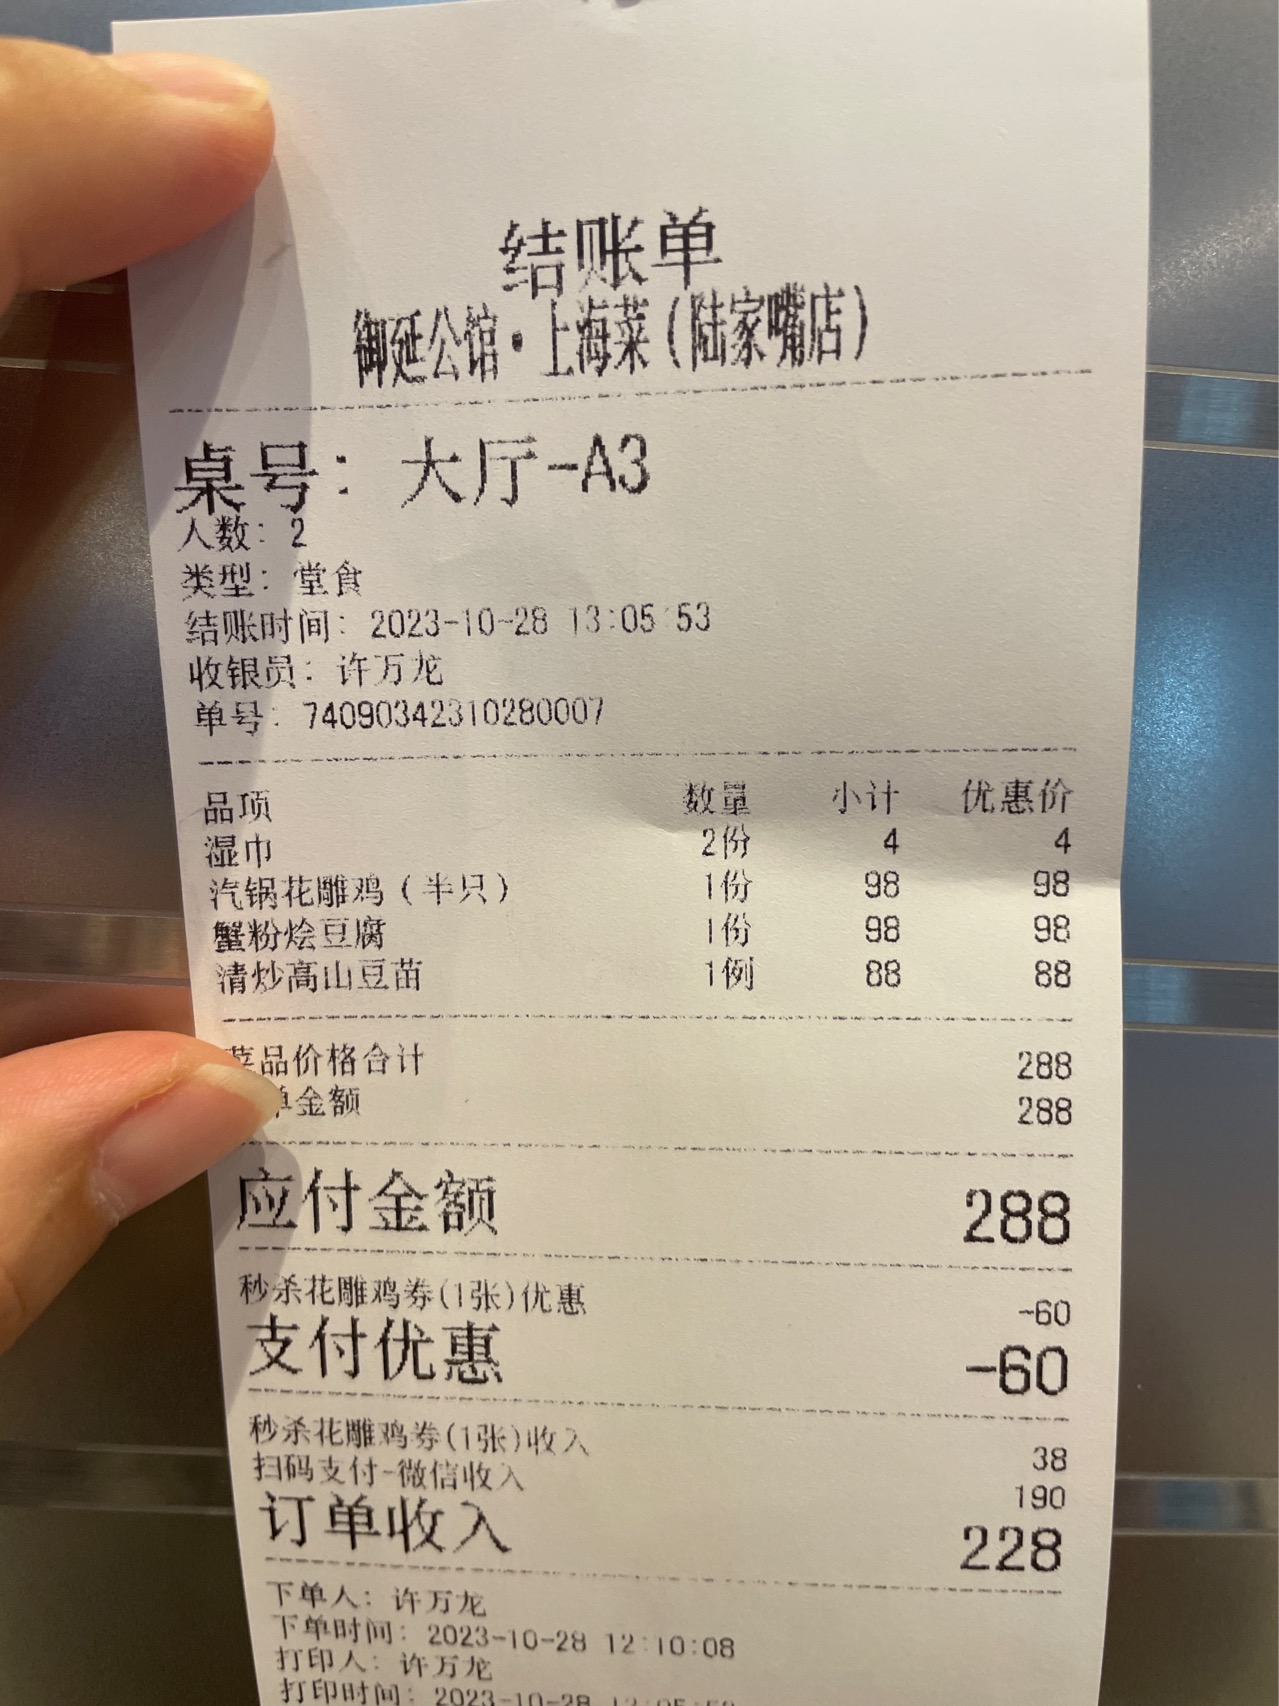 结账单
御延公馆·上海菜(陆家嘴店)
桌号: 大厅-A3
人数: 2
类型: 堂食
结账时间: 2023-10-28 13:05:53
收银员: 许万龙
单号: 74090342310280007
品项 数量 小计 优惠价
湿巾 2份 4 4
汽锅花雕鸡(半只) 1份 98 98
蟹粉烩豆腐 1份 98 98
清炒高山豆苗 1例 88 88
菜品价格合计 288
单金额 288
应付金额 288
秒杀花雕鸡券(1张)优惠 -60
支付优惠 -60
秒杀花雕鸡券(1张)收入 38
扫码支付-微信收入 190
订单收入 228
下单人: 许万龙
下单时间: 2023-10-28 12:10:08
打印人: 许万龙
打印时间: 2023-10-28